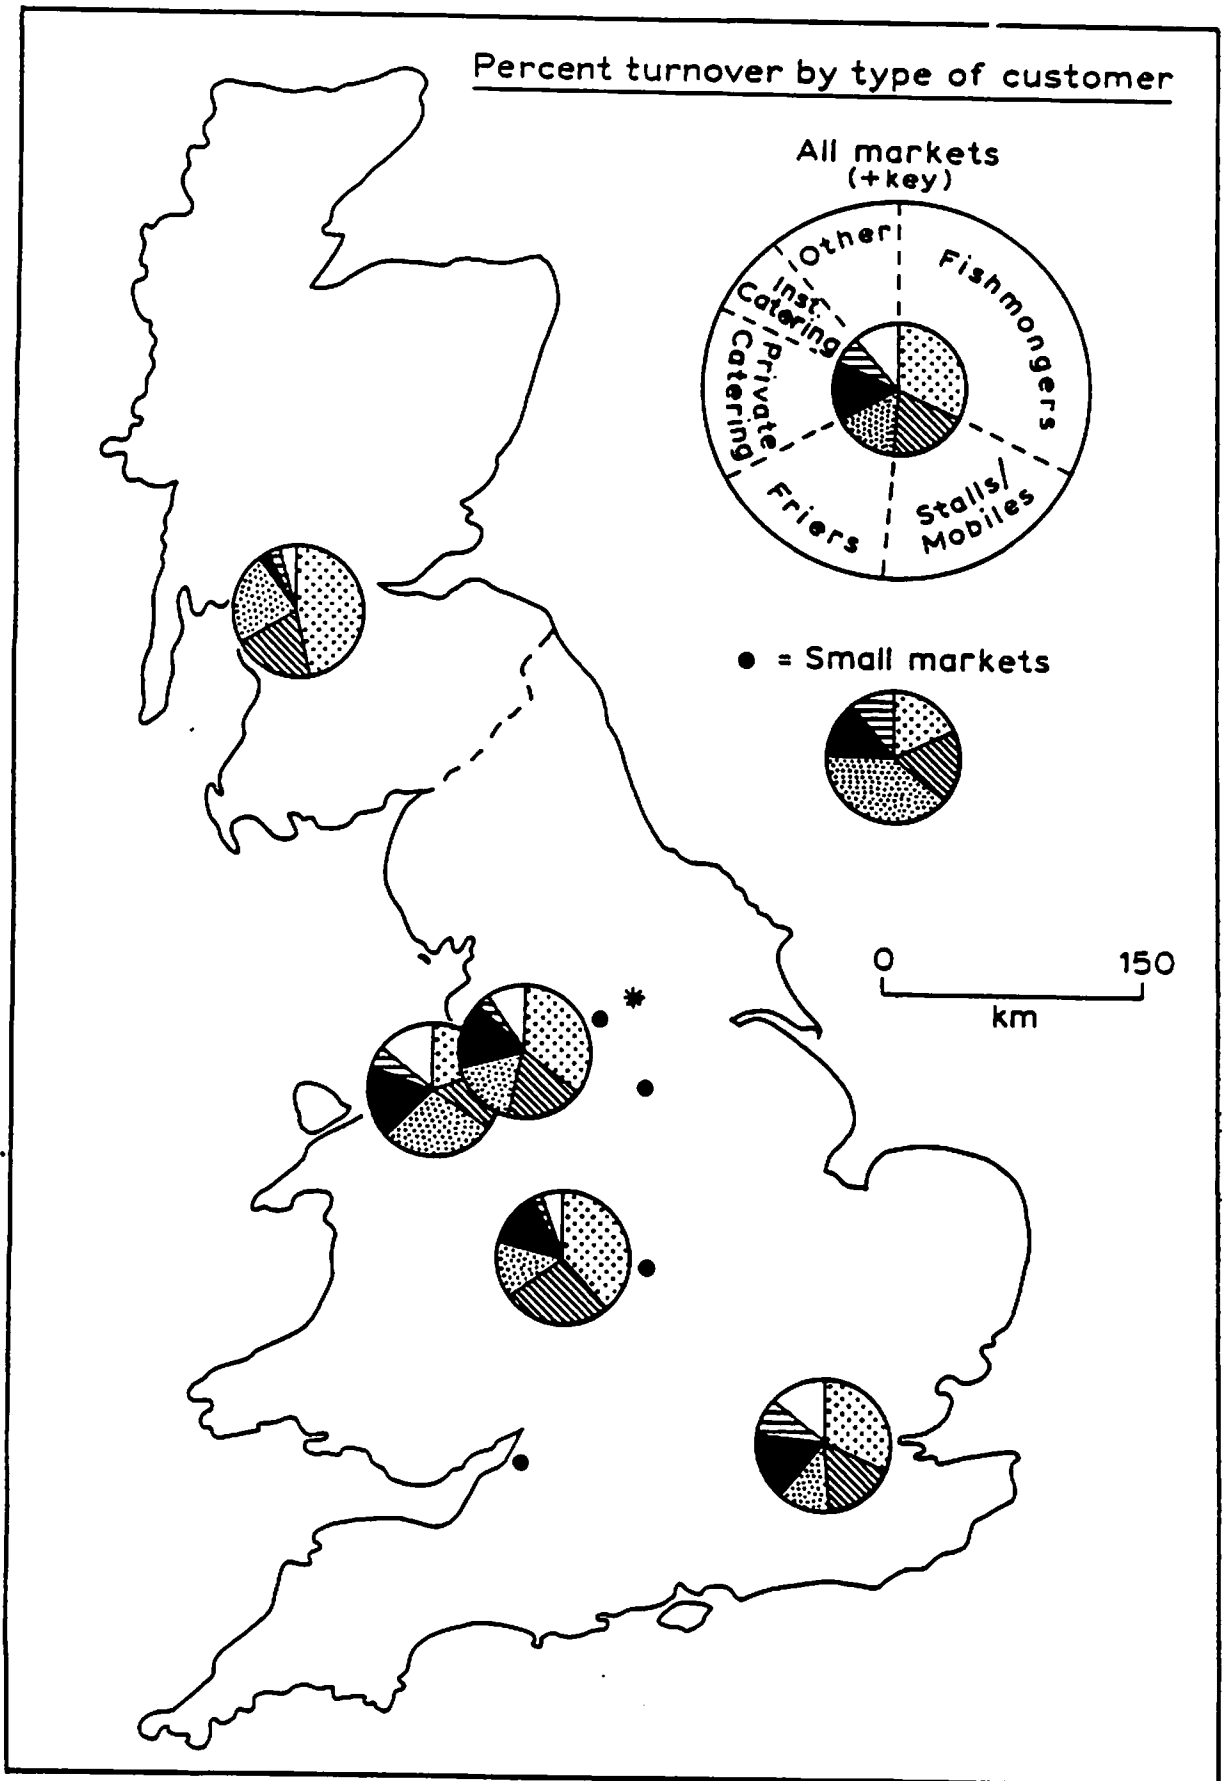 Percent turnover by type of customer
All markets
(+key)
Other
Fishmongers
Inst.
Catering
Private
Catering
Friers
Stalls/
Mobiles
● = Small markets
0 150
km
*